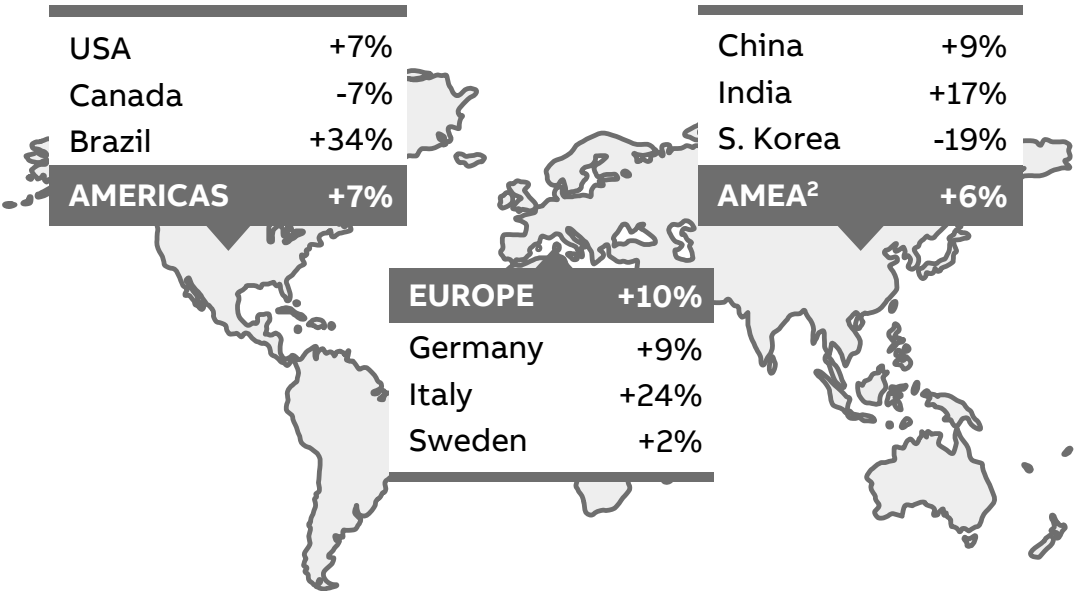 USA +7%
Canada -7%
Brazil +34%
AMERICAS +7%
China +9%
India +17%
S. Korea -19%
AMEA² +6%
EUROPE +10%
Germany +9%
Italy +24%
Sweden +2%